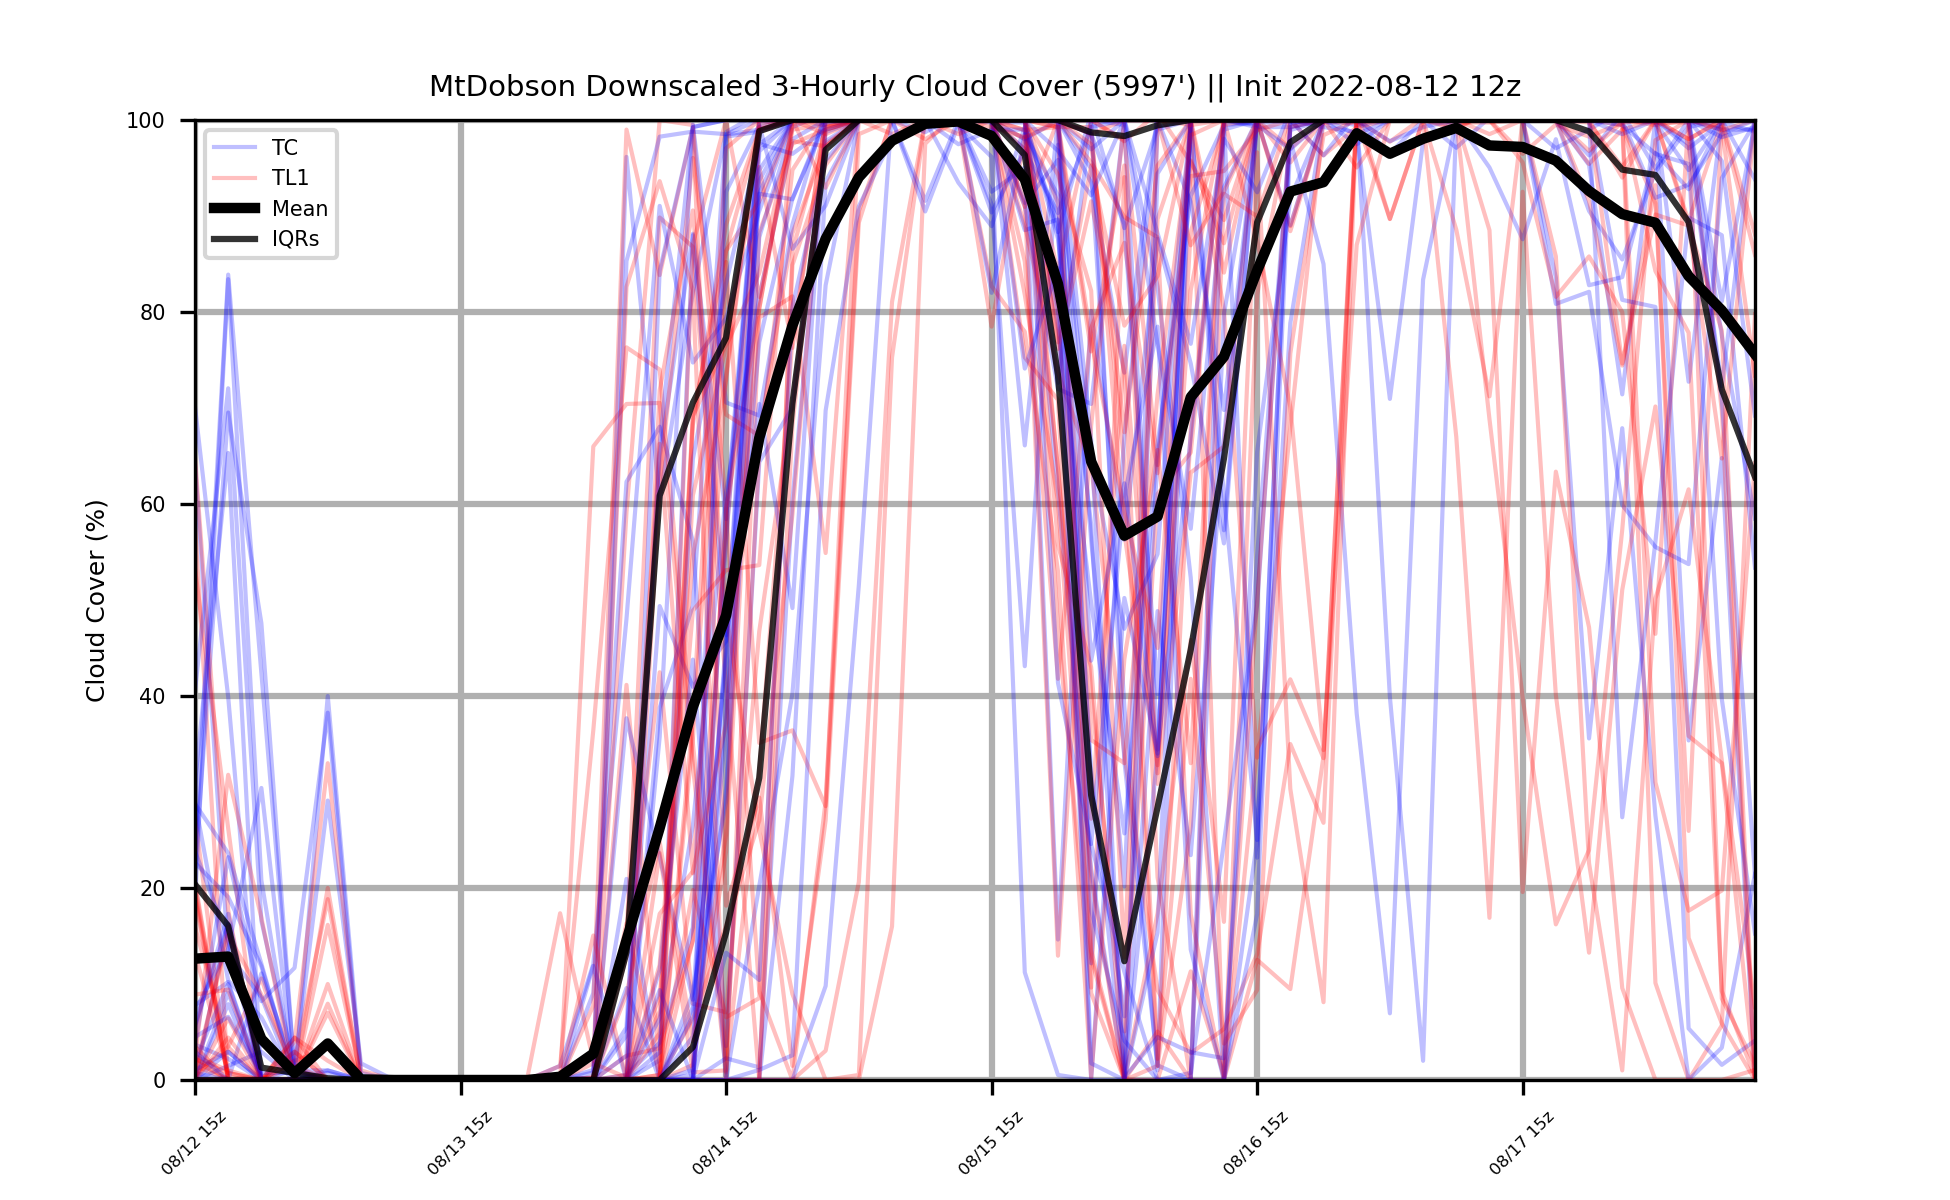 MtDobson Downscaled 3-Hourly Cloud Cover (5997') || Init 2022-08-12 12z
TC
TL1
Mean
IQRs
Cloud Cover (%)
100
80
60
40
20
0
08/12 15z
08/13 15z
08/14 15z
08/15 15z
08/16 15z
08/17 15z